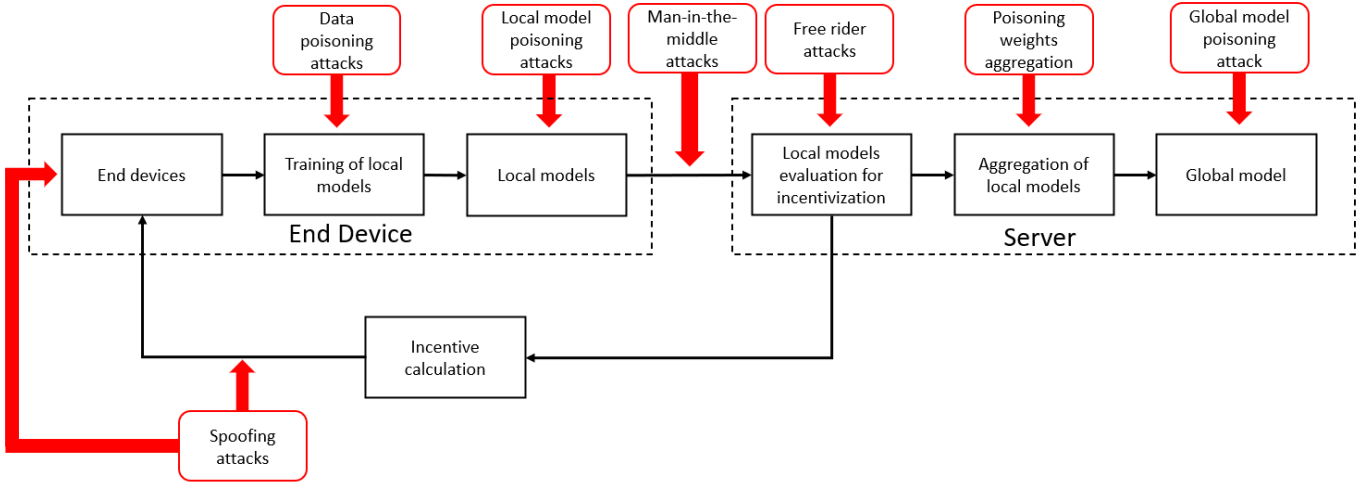 Data
poisoning
attacks
Local model
poisoning
attacks
Man-in-the-
middle
attacks
Free rider
attacks
Poisoning
weights
aggregation
Global model
poisoning
attack
End devices
Training of local
models
Local models
Local models
evaluation for
incentivization
Aggregation of
local models
Global model
End Device
Server
Incentive
calculation
Spoofing
attacks